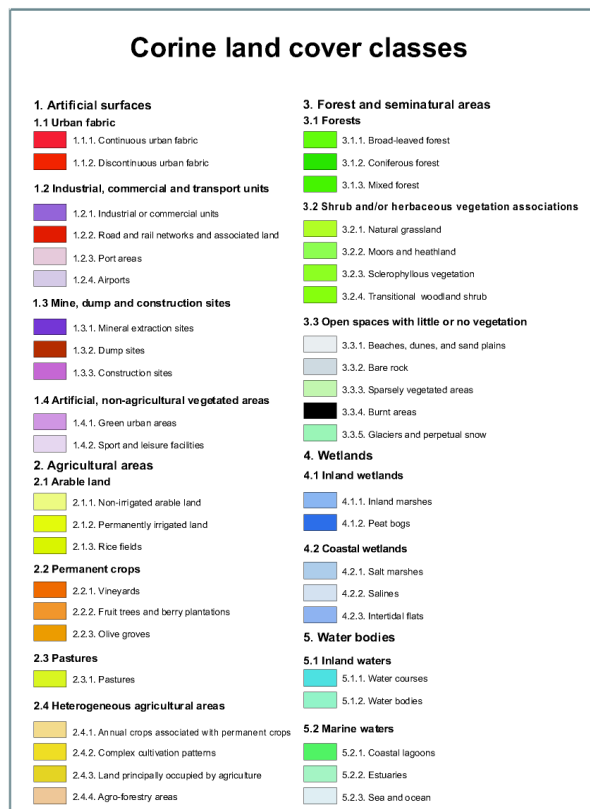 Corine land cover classes
1. Artificial surfaces
1.1 Urban fabric
1.1.1. Continuous urban fabric
1.1.2. Discontinuous urban fabric
1.2 Industrial, commercial and transport units
1.2.1. Industrial or commercial units
1.2.2. Road and rail networks and associated land
1.2.3. Port areas
1.2.4. Airports
1.3 Mine, dump and construction sites
1.3.1. Mineral extraction sites
1.3.2. Dump sites
1.3.3. Construction sites
1.4 Artificial, non-agricultural vegetated areas
1.4.1. Green urban areas
1.4.2. Sport and leisure facilities
2. Agricultural areas
2.1 Arable land
2.1.1. Non-irrigated arable land
2.1.2. Permanently irrigated land
2.1.3. Rice fields
2.2 Permanent crops
2.2.1. Vineyards
2.2.2. Fruit trees and berry plantations
2.2.3. Olive groves
2.3 Pastures
2.3.1. Pastures
2.4 Heterogeneous agricultural areas
2.4.1. Annual crops associated with permanent crops
2.4.2. Complex cultivation patterns
2.4.3. Land principally occupied by agriculture
2.4.4. Agro-forestry areas
3. Forest and seminatural areas
3.1 Forests
3.1.1. Broad-leaved forest
3.1.2. Coniferous forest
3.1.3. Mixed forest
3.2 Shrub and/or herbaceous vegetation associations
3.2.1. Natural grassland
3.2.2. Moors and heathland
3.2.3. Sclerophyllous vegetation
3.2.4. Transitional woodland shrub
3.3 Open spaces with little or no vegetation
3.3.1. Beaches, dunes, and sand plains
3.3.2. Bare rock
3.3.3. Sparsely vegetated areas
3.3.4. Burnt areas
3.3.5. Glaciers and perpetual snow
4. Wetlands
4.1 Inland wetlands
4.1.1. Inland marshes
4.1.2. Peat bogs
4.2 Coastal wetlands
4.2.1. Salt marshes
4.2.2. Salines
4.2.3. Intertidal flats
5. Water bodies
5.1 Inland waters
5.1.1. Water courses
5.1.2. Water bodies
5.2 Marine waters
5.2.1. Coastal lagoons
5.2.2. Estuaries
5.2.3. Sea and ocean